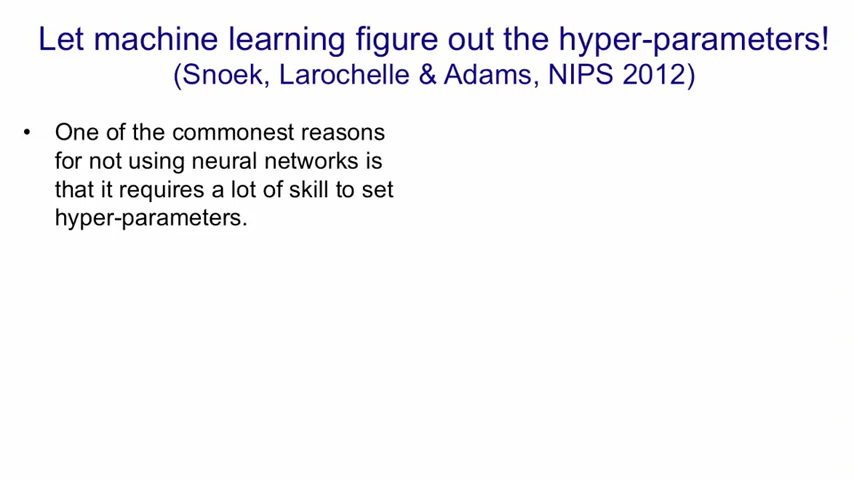 Let machine learning figure out the hyper-parameters!
(Snoek, Larochelle & Adams, NIPS 2012)
• One of the commonest reasons
for not using neural networks is
that it requires a lot of skill to set
hyper-parameters.